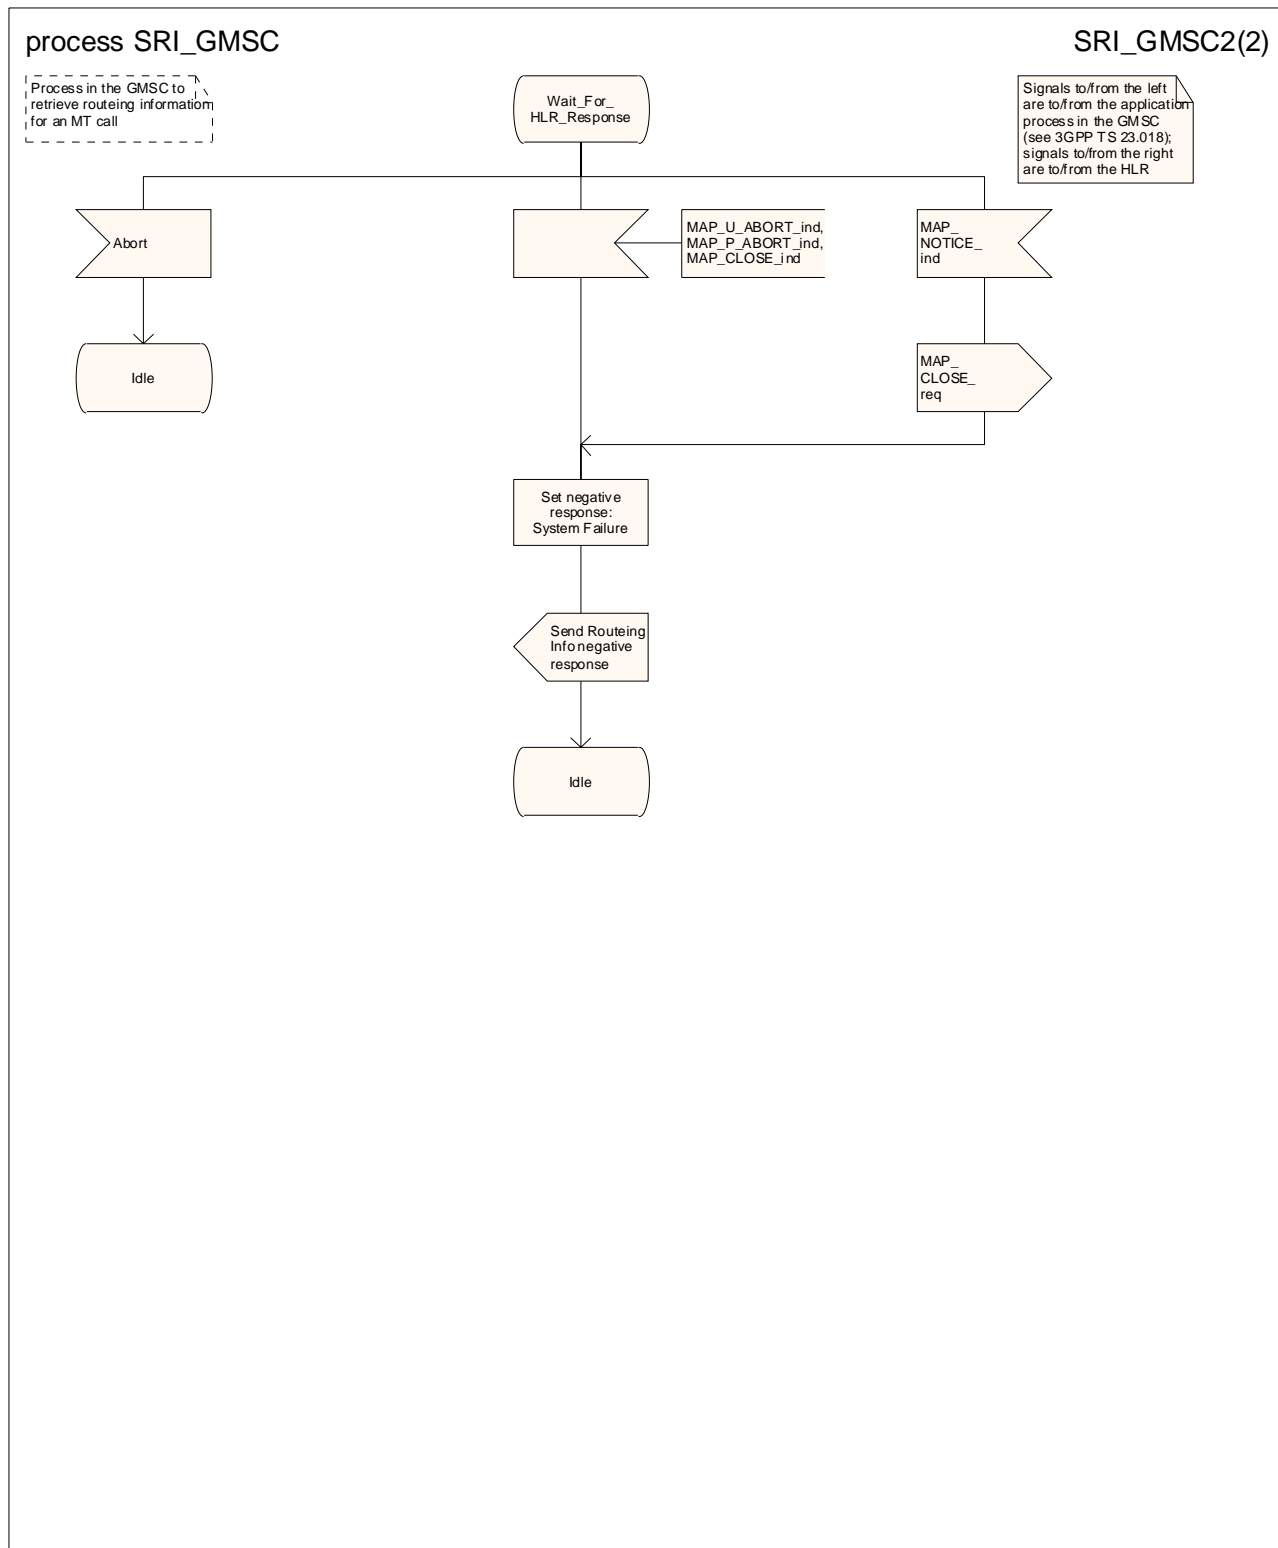 process SRI_GMSC
SRI_GMSC2(2)
Process in the GMSC to
retrieve routeing information
for an MT call
Wait_For_
HLR_Response
Signals to/from the left
are to/from the application
process in the GMSC
(see 3GPP TS 23.018);
signals to/from the right
are to/from the HLR
Abort
MAP_U_ABORT_ind,
MAP_P_ABORT_ind,
MAP_CLOSE_ind
MAP_
NOTICE_
ind
Idle
MAP_
CLOSE_
req
Set negative
response:
System Failure
Send Routeing
Info negative
response
Idle